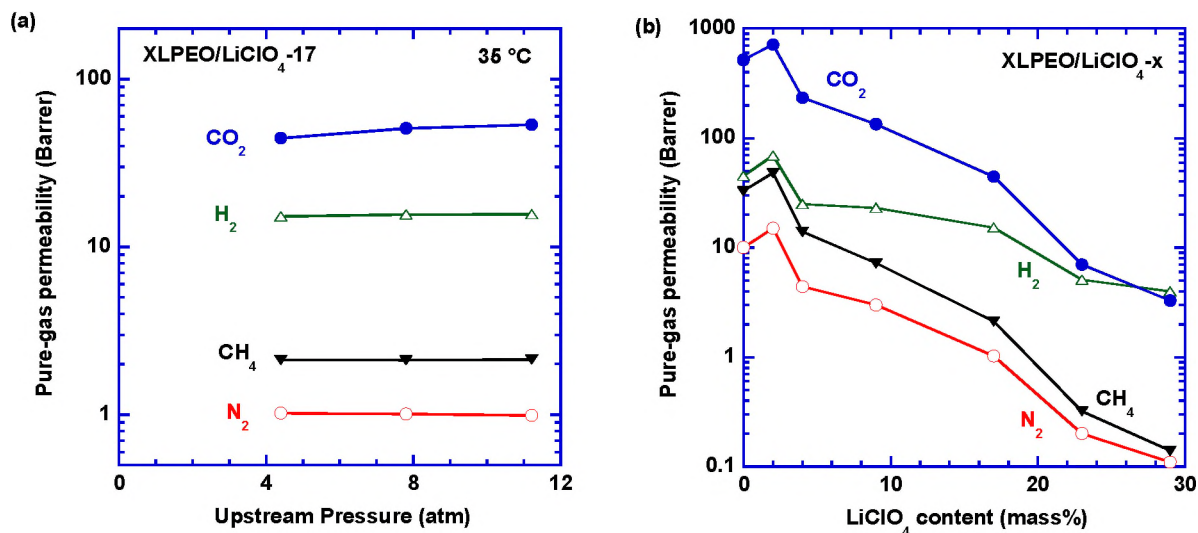 (a)
XLPEO/LiClO₄-17
35 °C
100
10
1
CO₂
H₂
CH₄
N₂
0
4
8
12
Upstream Pressure (atm)
Pure-gas permeability (Barrer)
(b)
XLPEO/LiClO₄-x
1000
100
10
1
0.1
CO₂
H₂
CH₄
N₂
0
10
20
30
LiClO₄ content (mass%)
Pure-gas permeability (Barrer)